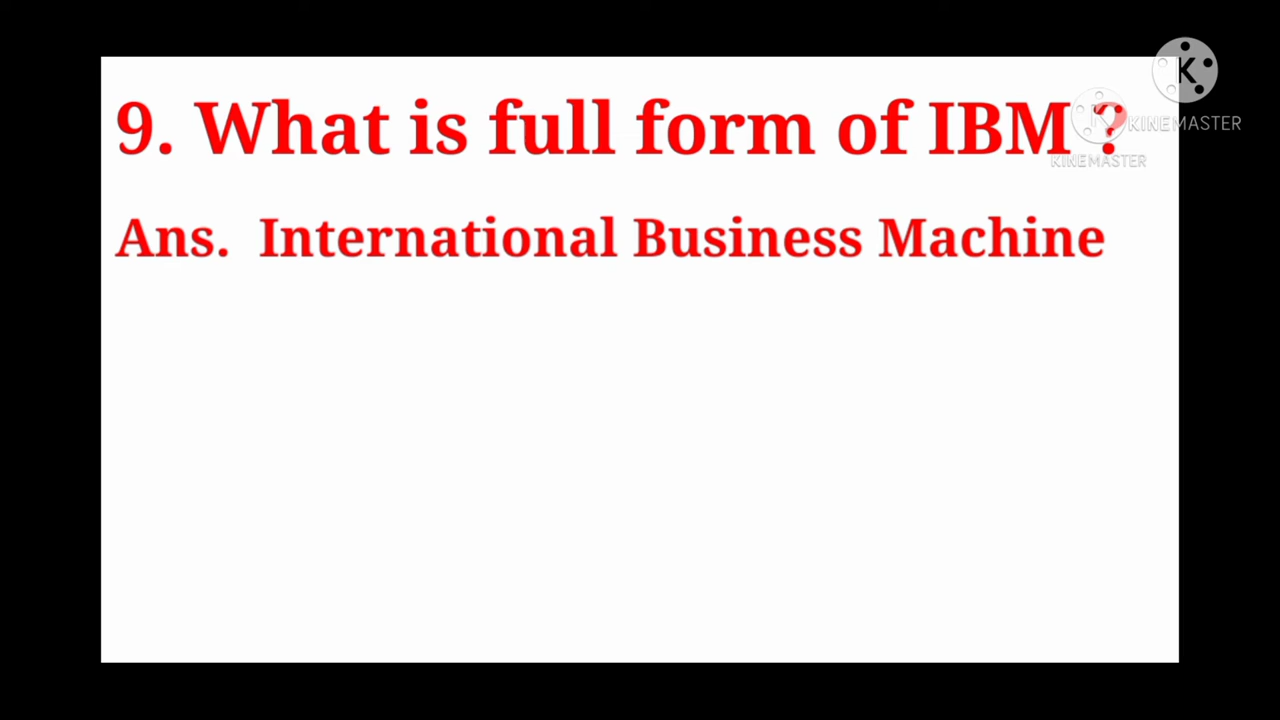 9. What is full form of IBM ?
KINEMASTER
KINEMASTER
Ans.  International Business Machine